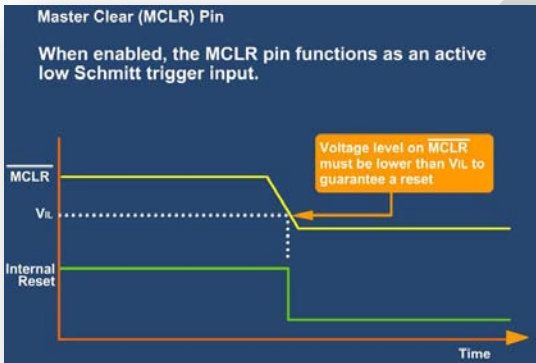 Master Clear (MCLR) Pin
When enabled, the MCLR pin functions as an active
low Schmitt trigger input.
Voltage level on MCLR
must be lower than VIL to
guarantee a reset
MCLR
VIL
Internal
Reset
Time